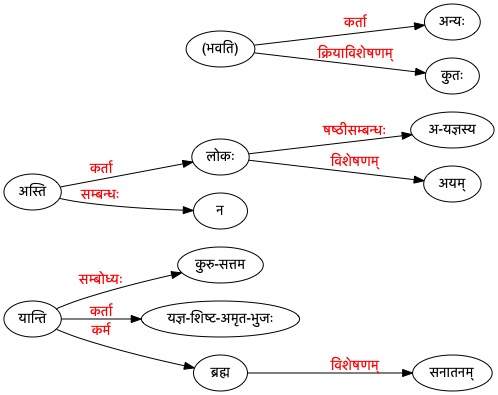 कर्ता
अन्यः
(भवति)
क्रियाविशेषणम्
कुतः
षष्ठीसम्बन्धः
अ-यज्ञस्य
लोकः
कर्ता
विशेषणम्
अयम्
अस्ति
सम्बन्धः
न
सम्बोध्यः
कुरु-सत्तम
यान्ति
कर्ता
यज्ञ-शिष्ट-अमृत-भुजः
कर्म
ब्रह्म
विशेषणम्
सनातनम्